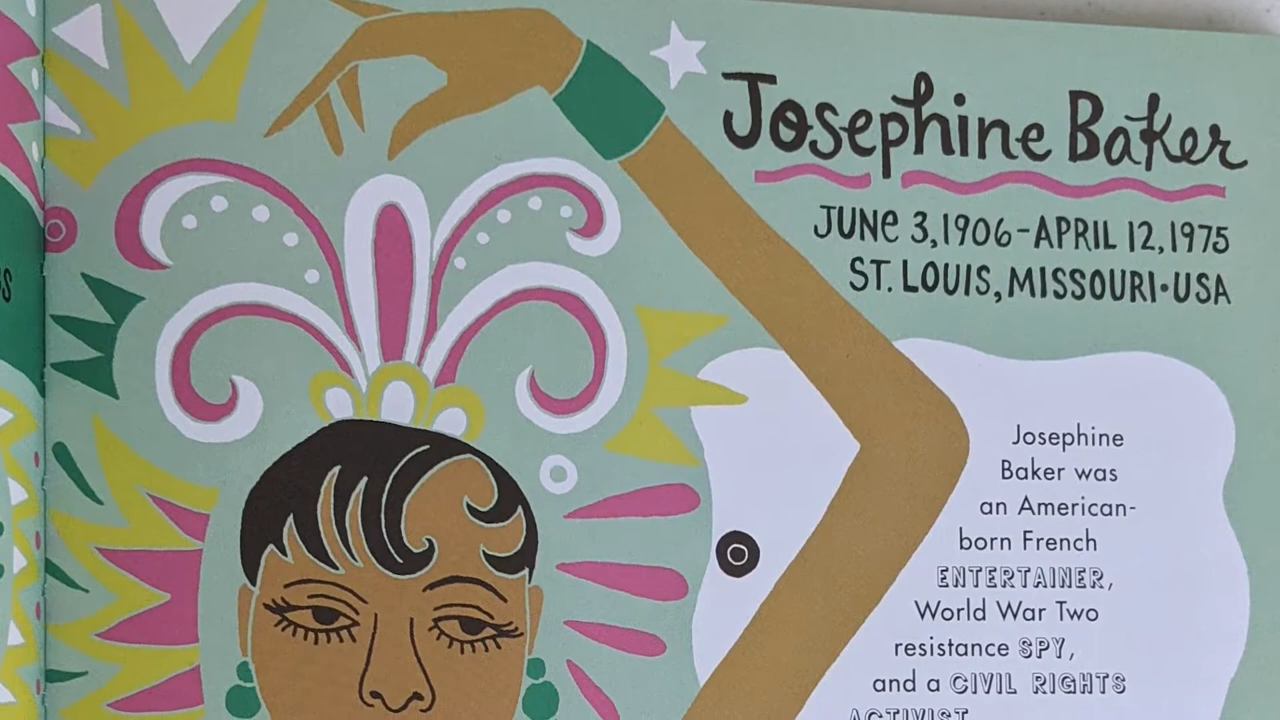 Josephine Baker
JUNE 3, 1906-APRIL 12, 1975
ST. LOUIS, MISSOURI•USA
Josephine
Baker was
an American-
born French
ENTERTAINER,
World War Two
resistance SPY,
and a CIVIL RIGHTS
ACTIVIST